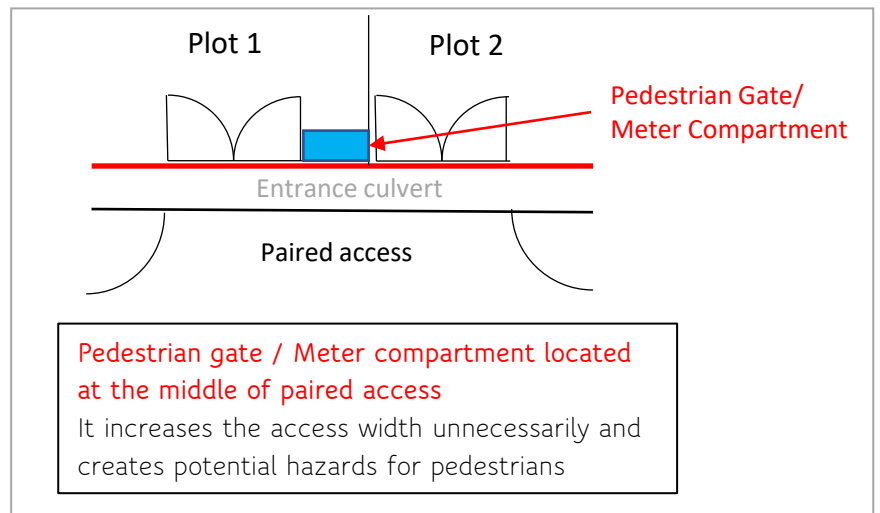 Plot 1
Plot 2
Pedestrian Gate/
Meter Compartment
Entrance culvert
Paired access
Pedestrian gate / Meter compartment located
at the middle of paired access
It increases the access width unnecessarily and
creates potential hazards for pedestrians